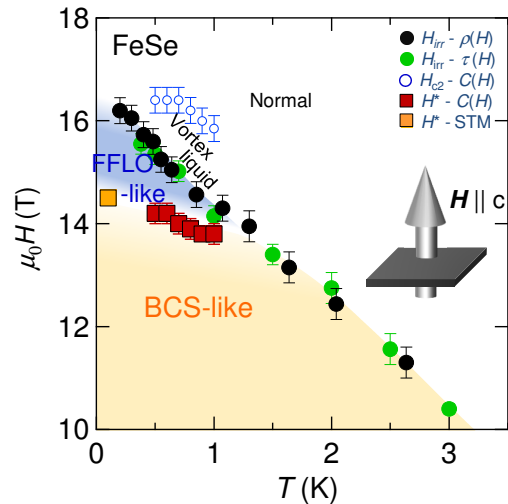 FeSe
H_irr - ρ(H)
H_irr - τ(H)
H_c2 - C(H)
H* - C(H)
H* - STM
Normal
Vortex
liquid
FFLO
-like
BCS-like
H || c
μ₀H (T)
18
16
14
12
10
0
1
2
3
T (K)